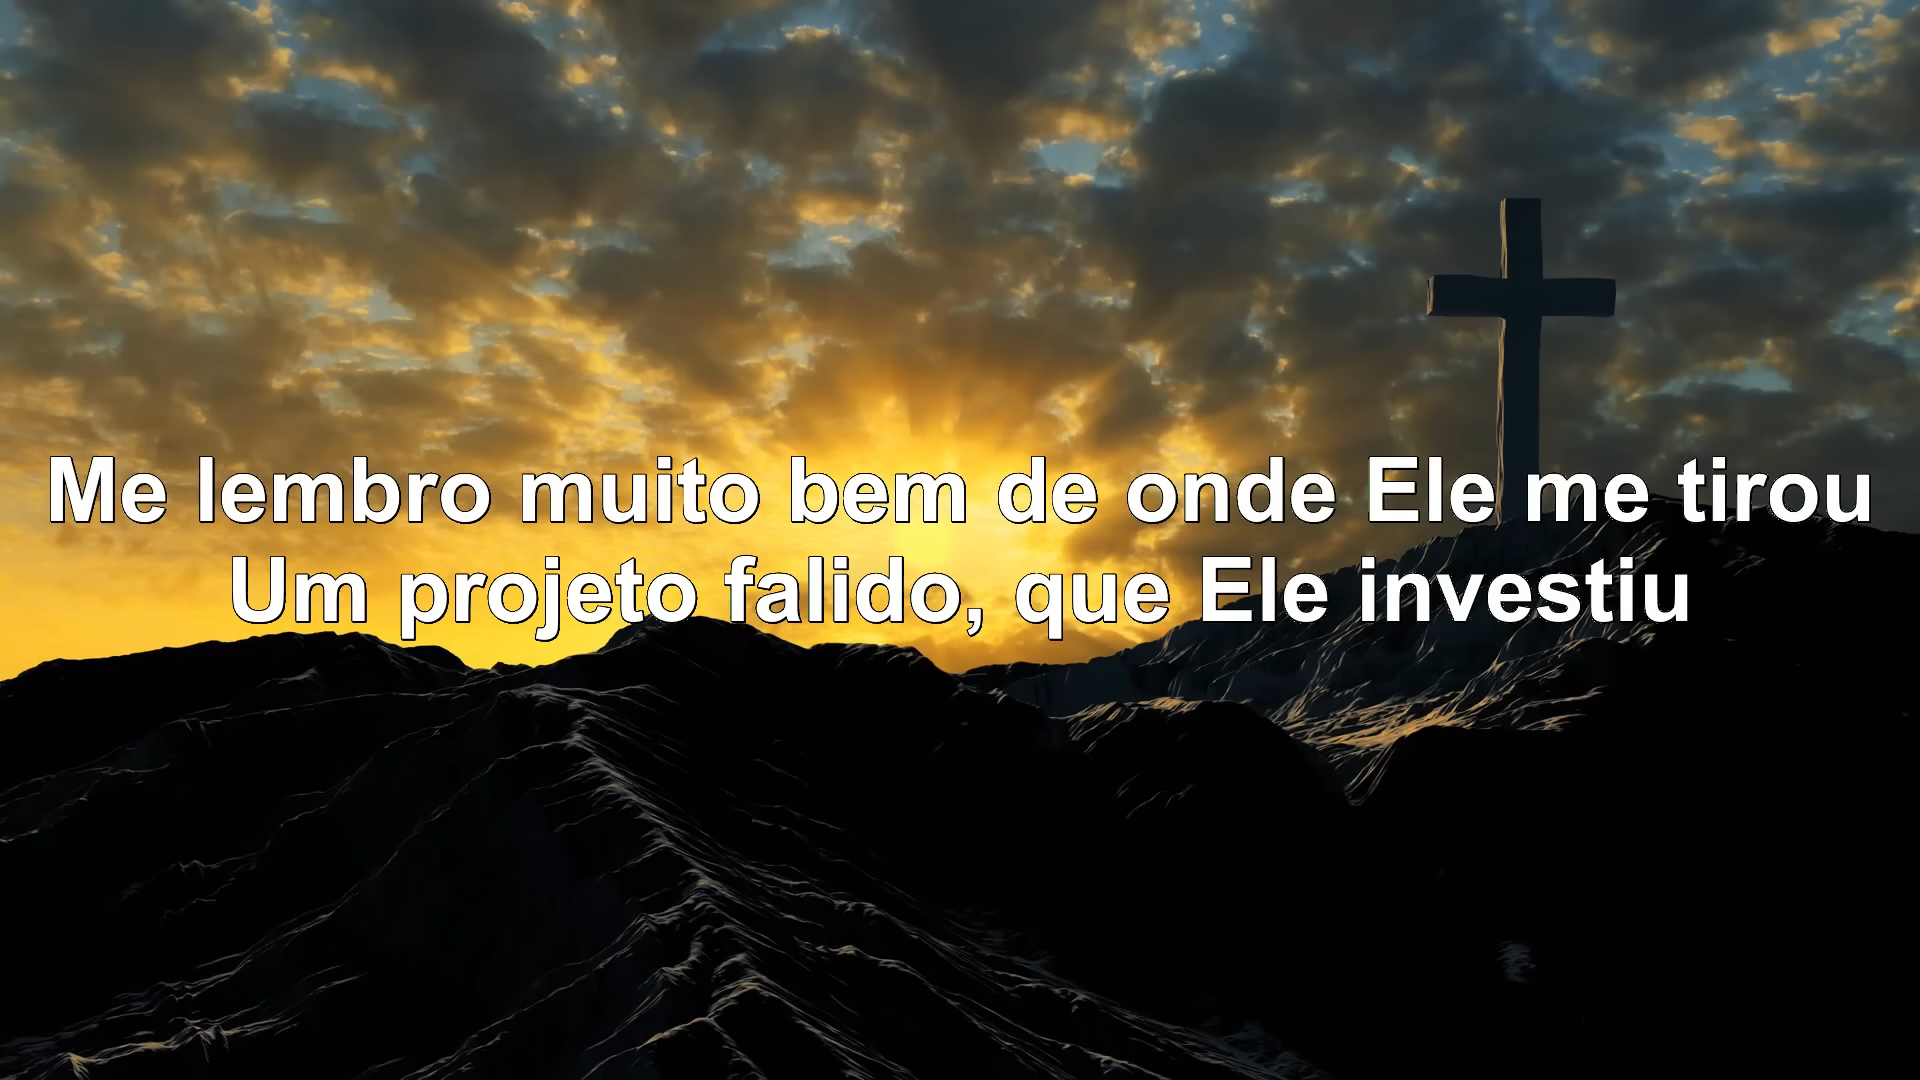 Me lembro muito bem de onde Ele me tirou
Um projeto falido, que Ele investiu